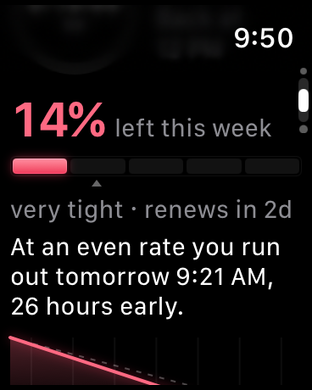 9:50
14% left this week
very tight · renews in 2d
At an even rate you run
out tomorrow 9:21 AM,
26 hours early.